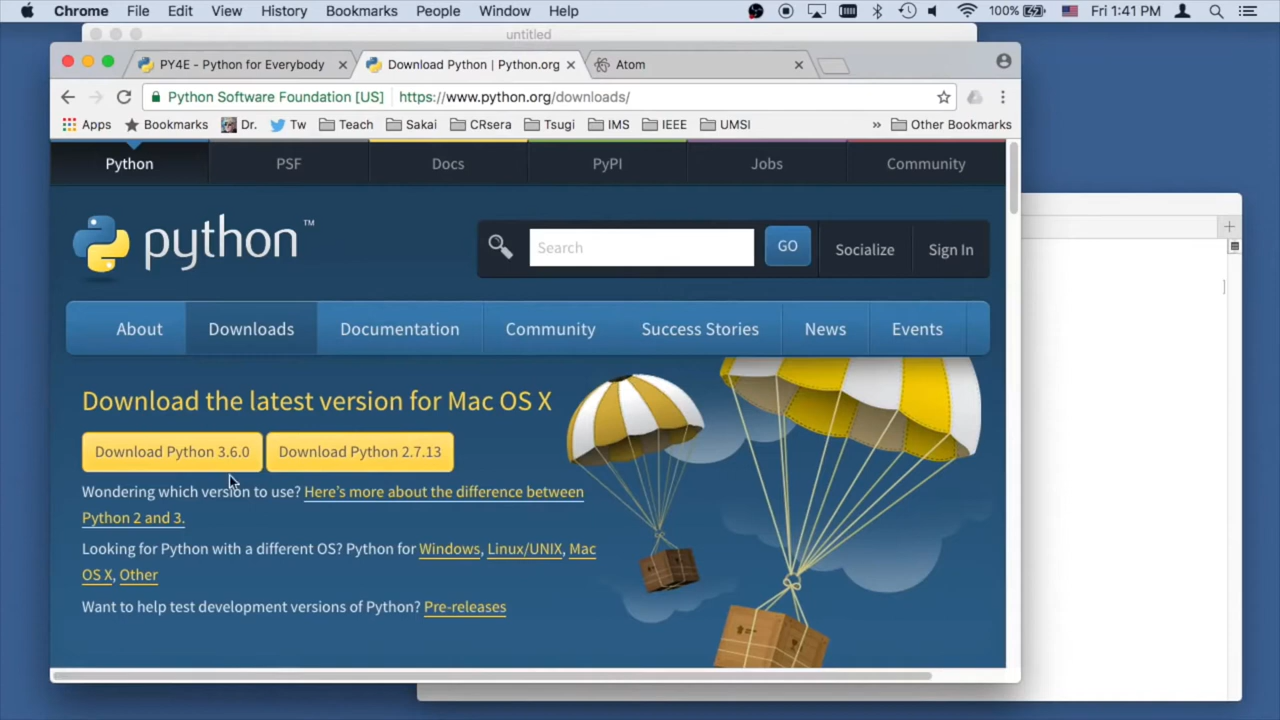 Chrome File Edit View History Bookmarks People Window Help 100% Fri 1:41 PM
untitled
PY4E - Python for Everybody Download Python | Python.org Atom
Python Software Foundation [US] https://www.python.org/downloads/
Apps Bookmarks Dr. Tw Teach Sakai CRsera Tsugi IMS IEEE UMSI » Other Bookmarks
Python PSF Docs PyPI Jobs Community
python™ Search GO Socialize Sign In
About Downloads Documentation Community Success Stories News Events
Download the latest version for Mac OS X
Download Python 3.6.0 Download Python 2.7.13
Wondering which version to use? Here's more about the difference between
Python 2 and 3.
Looking for Python with a different OS? Python for Windows, Linux/UNIX, Mac
OS X, Other
Want to help test development versions of Python? Pre-releases